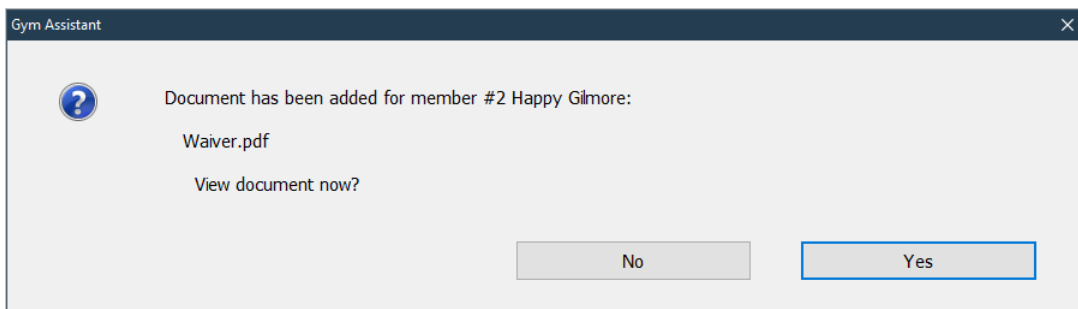 Gym Assistant
Document has been added for member #2 Happy Gilmore:
Waiver.pdf
View document now?
No
Yes